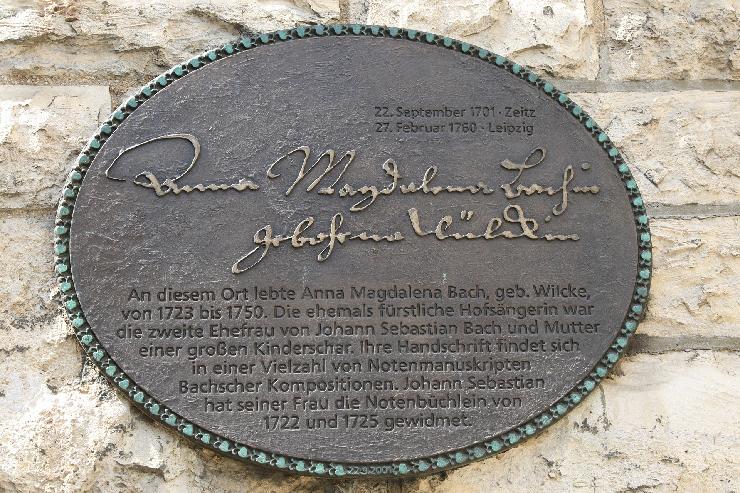 22. September 1701 · Zeitz
27. Februar 1760 · Leipzig
Anna Magdalena Bachin
gebohrne Wülckin
An diesem Ort lebte Anna Magdalena Bach, geb. Wilcke,
von 1723 bis 1750. Die ehemals fürstliche Hofsängerin war
die zweite Ehefrau von Johann Sebastian Bach und Mutter
einer großen Kinderschar. Ihre Handschrift findet sich
in einer Vielzahl von Notenmanuskripten
Bachscher Kompositionen. Johann Sebastian
hat seiner Frau die Notenbüchlein von
1722 und 1725 gewidmet.
22.9.2001